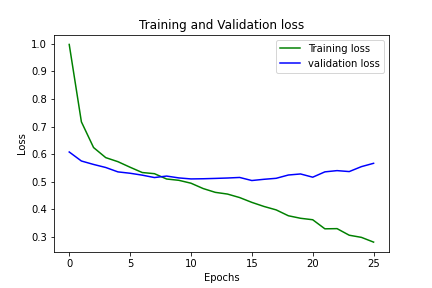 Training and Validation loss
Training loss
validation loss
Loss
1.0
0.9
0.8
0.7
0.6
0.5
0.4
0.3
0 5 10 15 20 25
Epochs